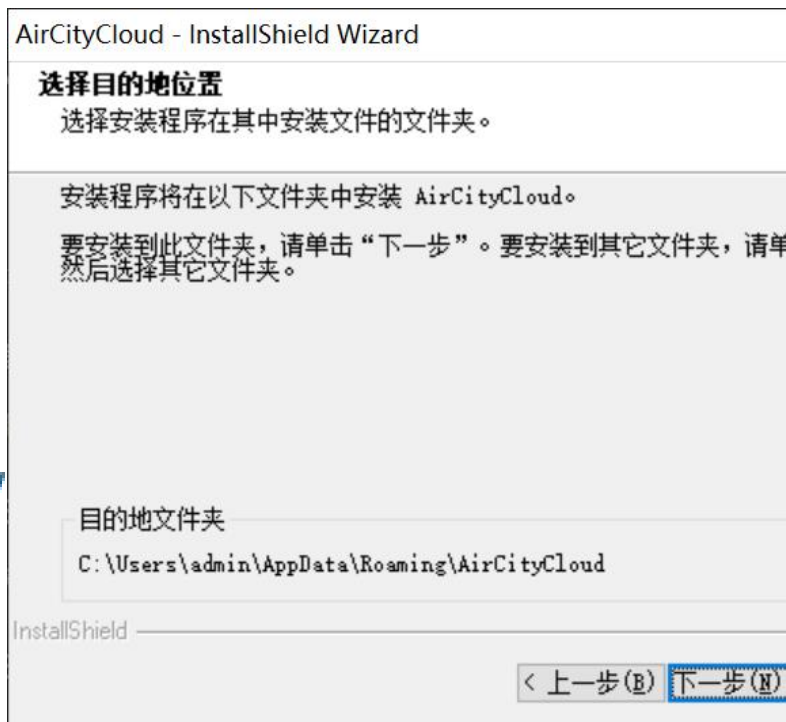 AirCityCloud - InstallShield Wizard
选择目的地位置
选择安装程序在其中安装文件的文件夹。
安装程序将在以下文件夹中安装 AirCityCloud。
要安装到此文件夹，请单击“下一步”。要安装到其它文件夹，请单
然后选择其它文件夹。
目的地文件夹
C:\Users\admin\AppData\Roaming\AirCityCloud
InstallShield
< 上一步(B) 下一步(N)